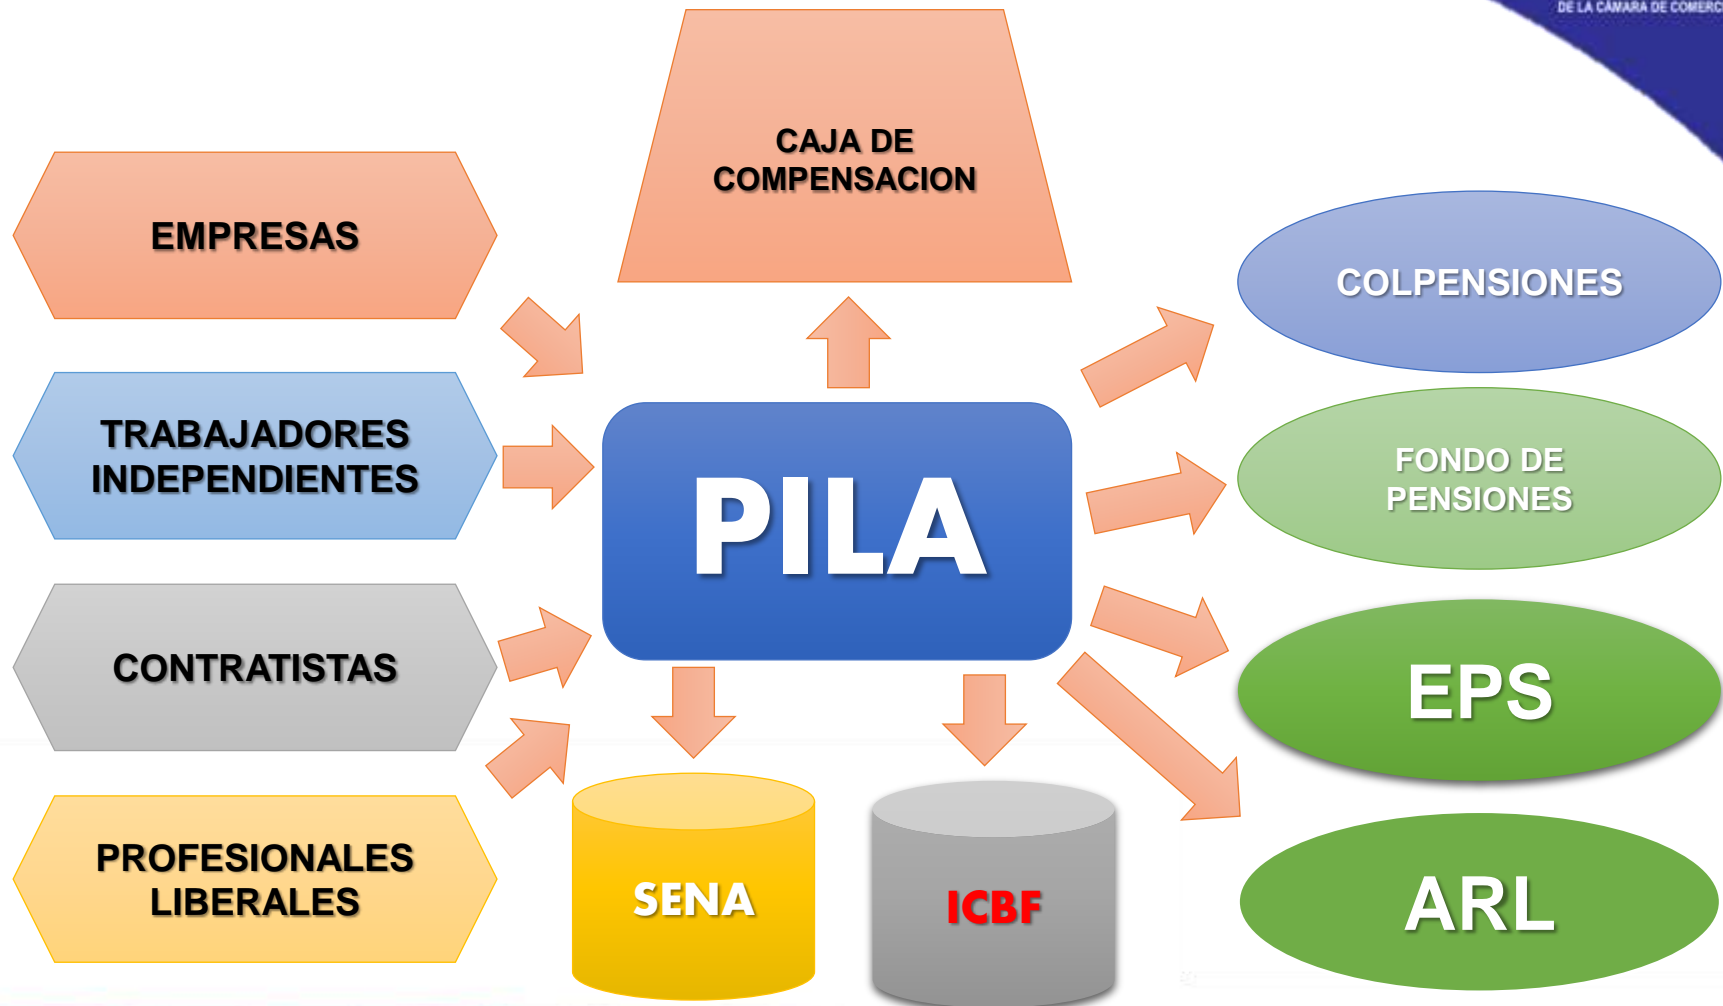 DE LA CÁMARA DE COMERC
CAJA DE
COMPENSACION
EMPRESAS
COLPENSIONES
TRABAJADORES
INDEPENDIENTES
FONDO DE
PENSIONES
PILA
CONTRATISTAS
EPS
PROFESIONALES
LIBERALES
SENA
ICBF
ARL